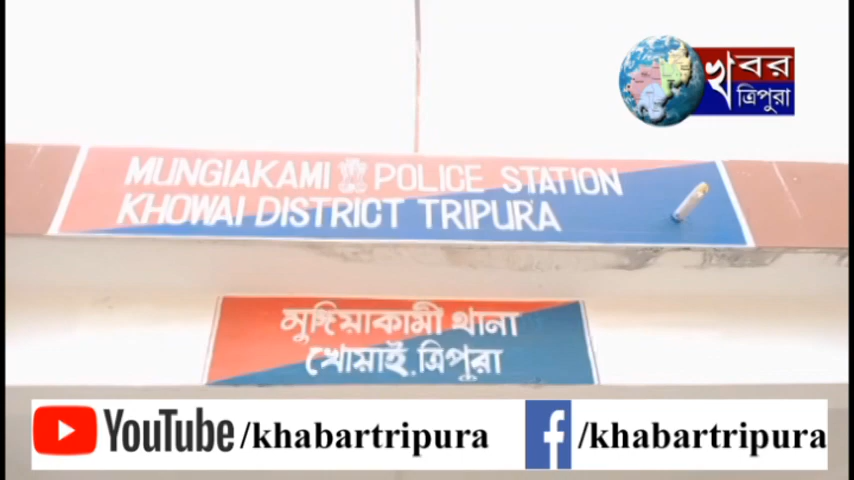 খবর
ত্রিপুরা
MUNGIAKAMI POLICE STATION
KHOWAI DISTRICT TRIPURA
মুঙ্গিয়াকামী থানা
খোয়াই, ত্রিপুরা
YouTube /khabartripura
f /khabartripura